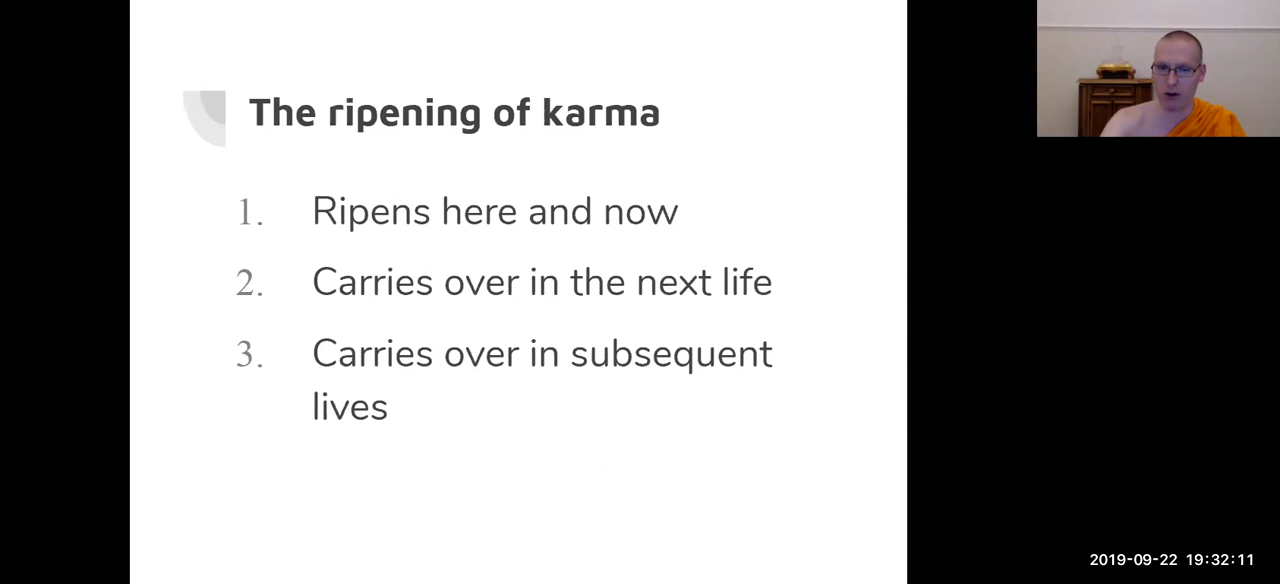 The ripening of karma
1. Ripens here and now
2. Carries over in the next life
3. Carries over in subsequent
lives
2019-09-22 19:32:11